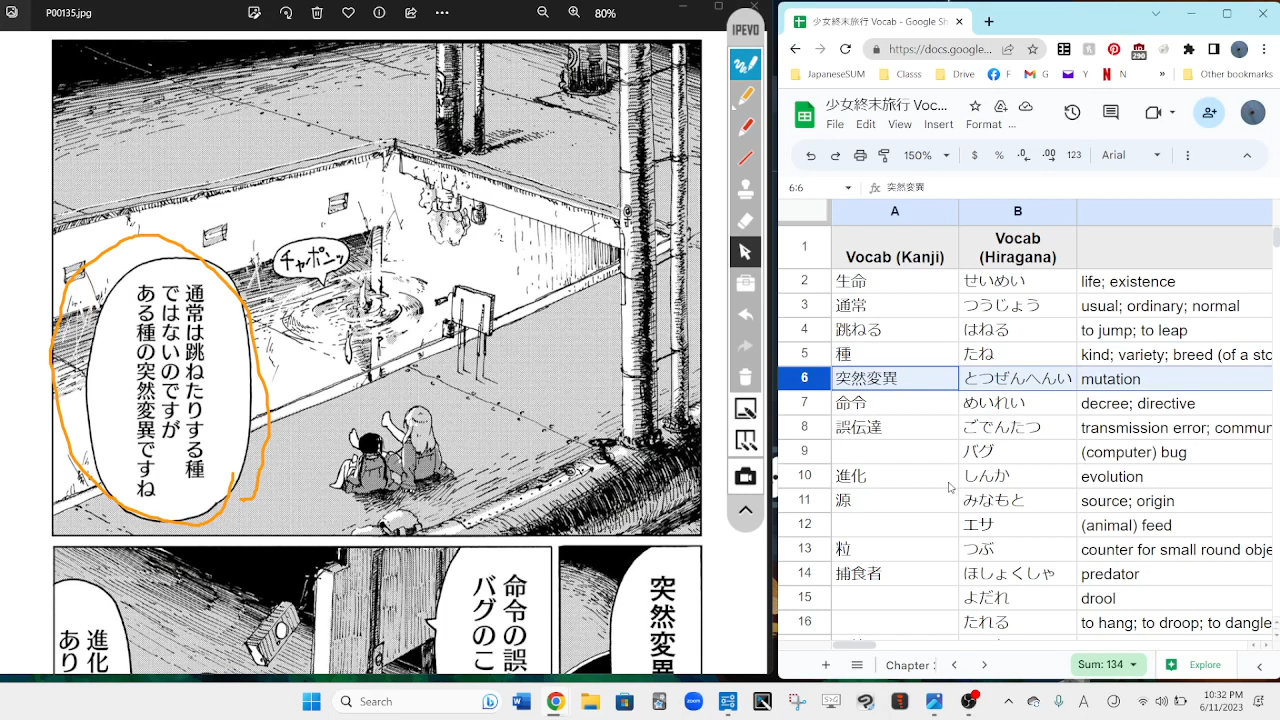 P00135.jpg
80%
IPEVO
チャポンッ
通常は跳ねたりする種
ではないのですが
ある種の突然変異ですね
突然変異
命令の誤
バグのこ
進化
あり
少女終末旅行 Vocab - Google Sh
https://docs.google...
290
JapaneseSUM
Classs
Drive
F
G
Y
N
Other bookmarks
少女終末旅行 Voc...
File Edit View Insert Format ...
150%
$ % .0 .00 123
Arial
6:6
fx 突然変異
A B
1 Vocab (Kanji) Vocab (Hiragana)
2 生命 せいめい life; existence
3 通常 つうじょう usual; ordinary; normal
4 跳ねる はねる to jump; to leap
5 種 たね kind; variety; breed (of a sto
6 突然変異 とつぜんへんい mutation
7 命令 めいれい decree; directive
8 誤伝達 ごでんたつ transmission error; commun
9 バグ (computer) bug
10 進化 しんか evolution
11 源 みなもと source; origin
12 エサ (animal) feed
13 粒 つぶ counter for small round obje
14 捕食者 ほしょくしゃ predator
15 よだれ drool
16 たれる to hang; to droop; to dangle
Chapter
Sum: 134
Explore
Search
zoom
A
10:32 PM
6/11/2023